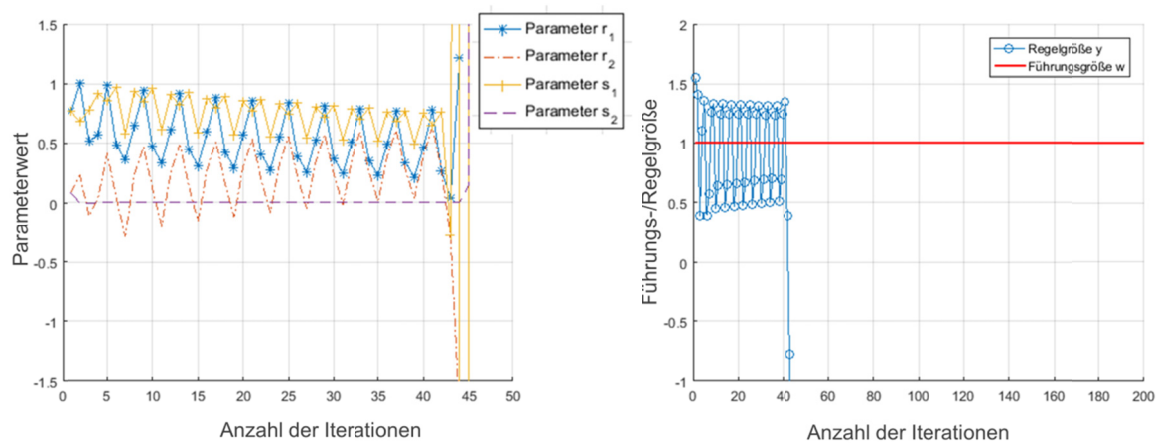 1.5
1
0.5
0
-0.5
-1
-1.5
Parameterwert
0 5 10 15 20 25 30 35 40 45 50
Anzahl der Iterationen
Parameter r1
Parameter r2
Parameter s1
Parameter s2
2
1.5
1
0.5
0
-0.5
-1
Führungs-/Regelgröße
0 20 40 60 80 100 120 140 160 180 200
Anzahl der Iterationen
Regelgröße y
Führungsgröße w